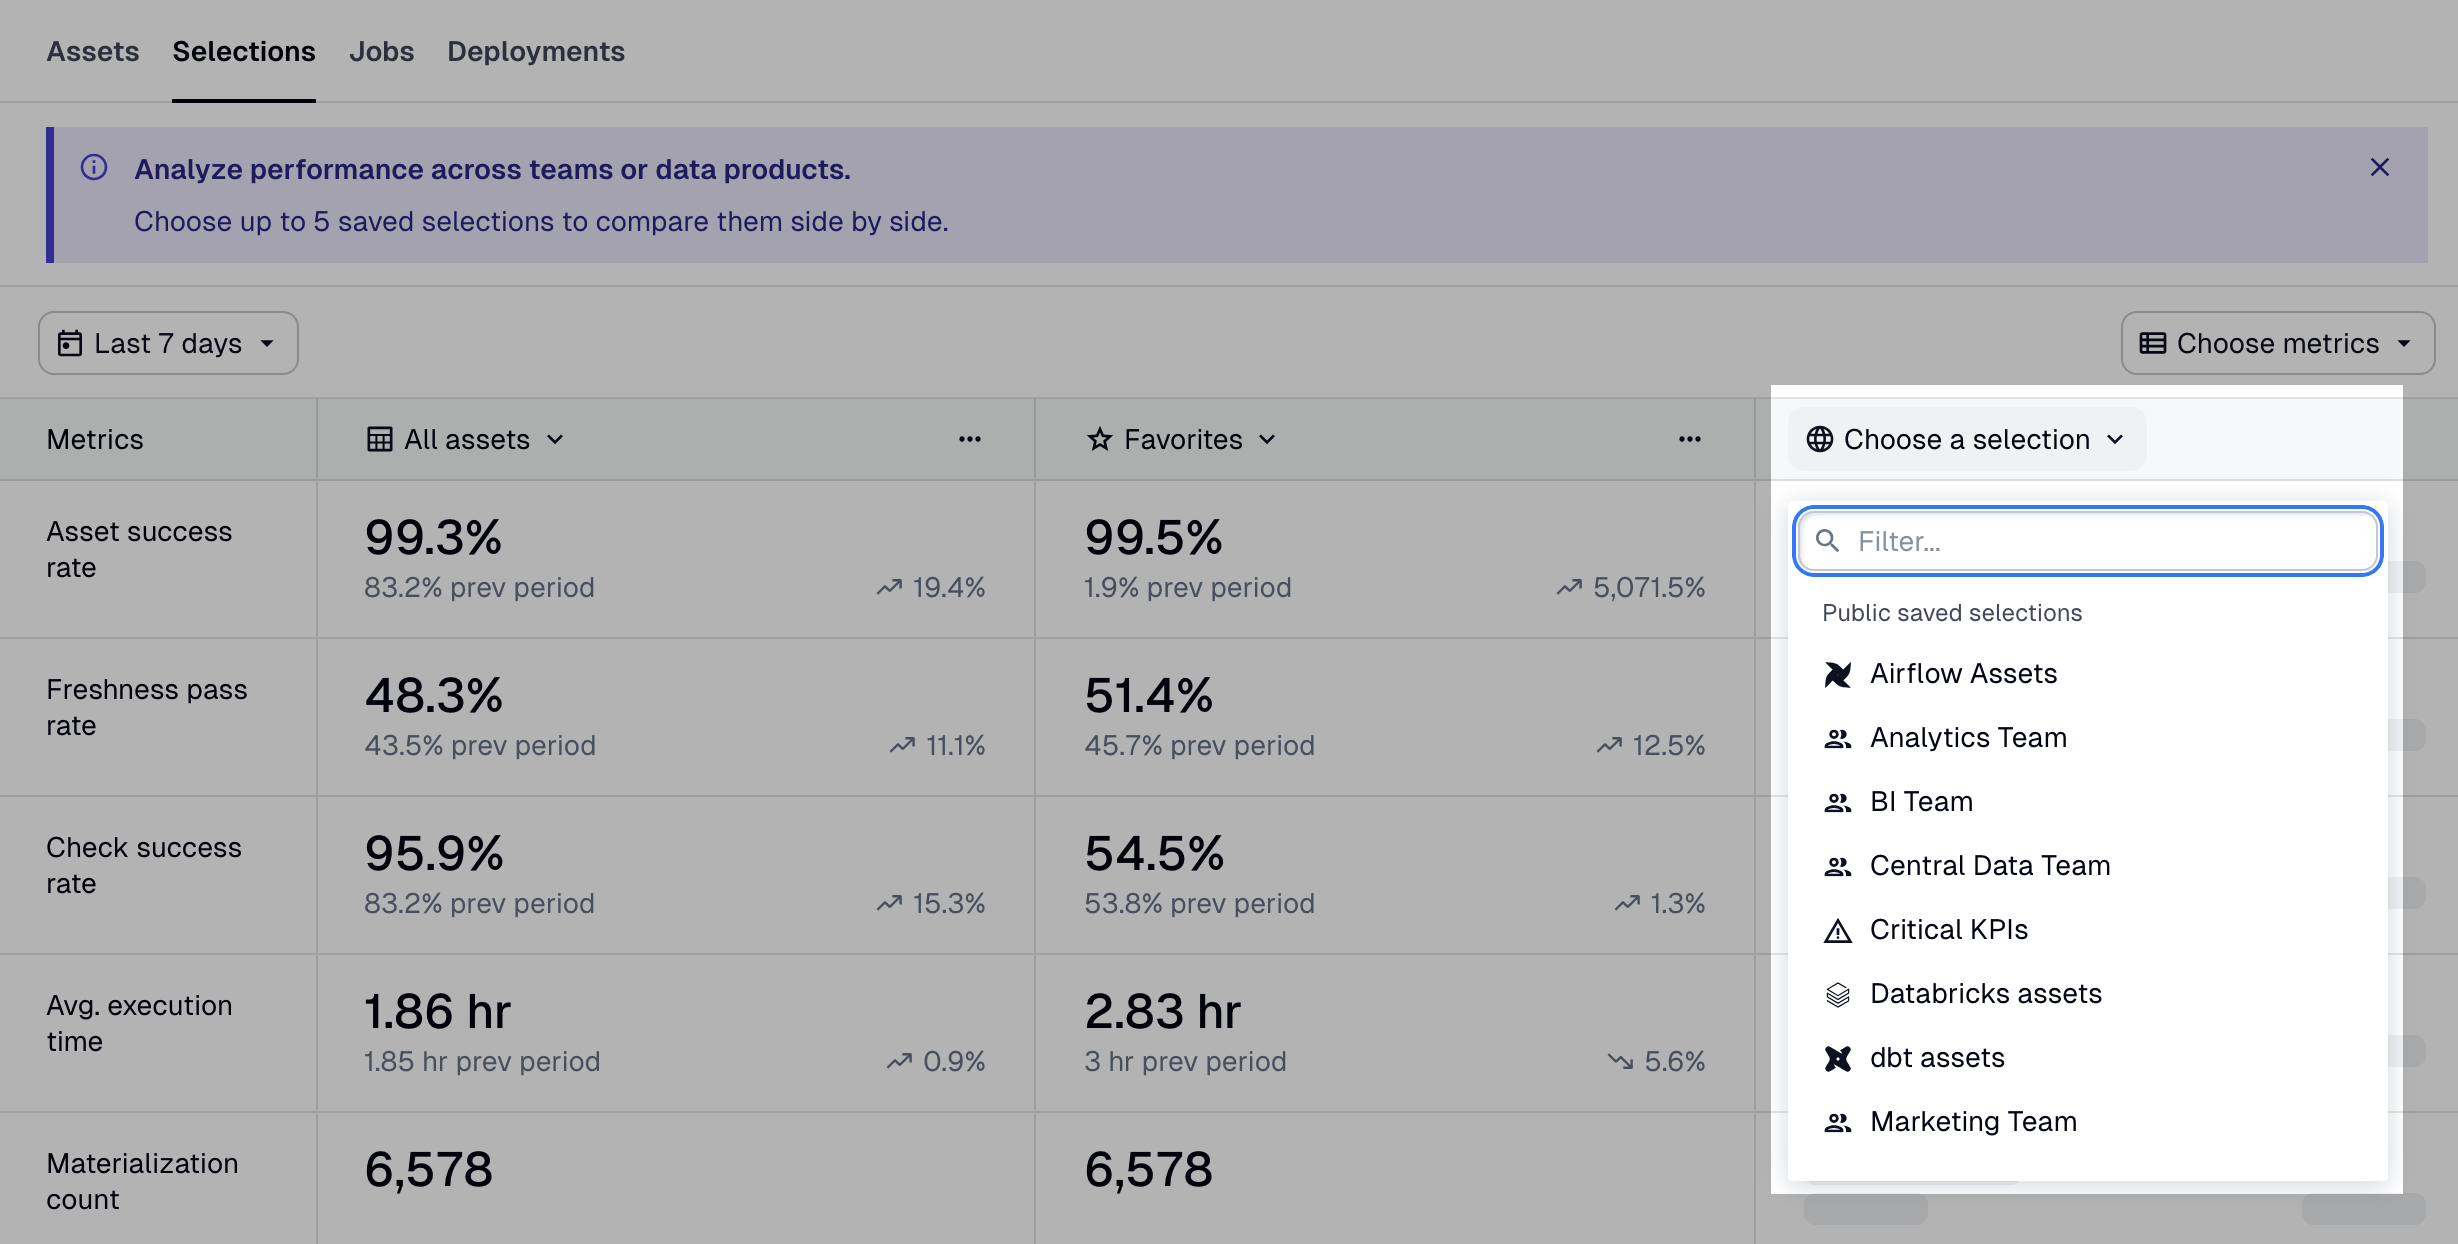 Assets Selections Jobs Deployments
Analyze performance across teams or data products.
Choose up to 5 saved selections to compare them side by side.
Last 7 days
Choose metrics
Metrics
All assets
Favorites
Choose a selection
Asset success
rate
99.3%
83.2% prev period
19.4%
99.5%
1.9% prev period
5,071.5%
Freshness pass
rate
48.3%
43.5% prev period
11.1%
51.4%
45.7% prev period
12.5%
Check success
rate
95.9%
83.2% prev period
15.3%
54.5%
53.8% prev period
1.3%
Avg. execution
time
1.86 hr
1.85 hr prev period
0.9%
2.83 hr
3 hr prev period
5.6%
Materialization
count
6,578
6,578
Filter...
Public saved selections
Airflow Assets
Analytics Team
BI Team
Central Data Team
Critical KPIs
Databricks assets
dbt assets
Marketing Team